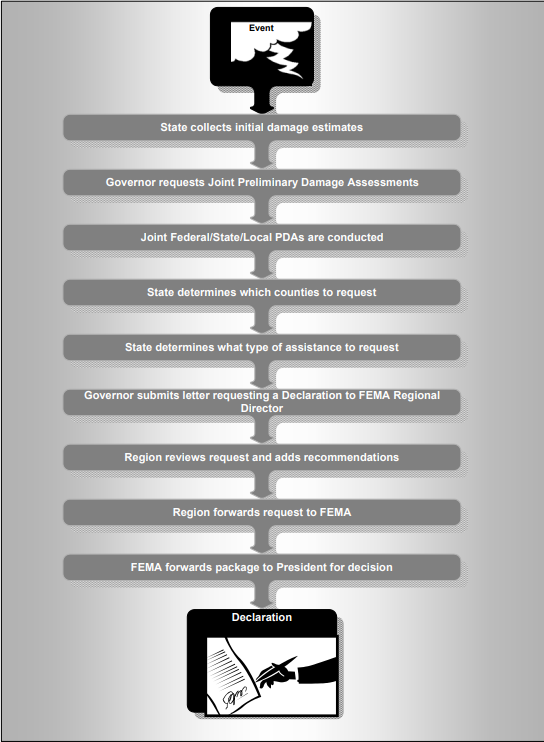 Event
State collects initial damage estimates
Governor requests Joint Preliminary Damage Assessments
Joint Federal/State/Local PDAs are conducted
State determines which counties to request
State determines what type of assistance to request
Governor submits letter requesting a Declaration to FEMA Regional
Director
Region reviews request and adds recommendations
Region forwards request to FEMA
FEMA forwards package to President for decision
Declaration